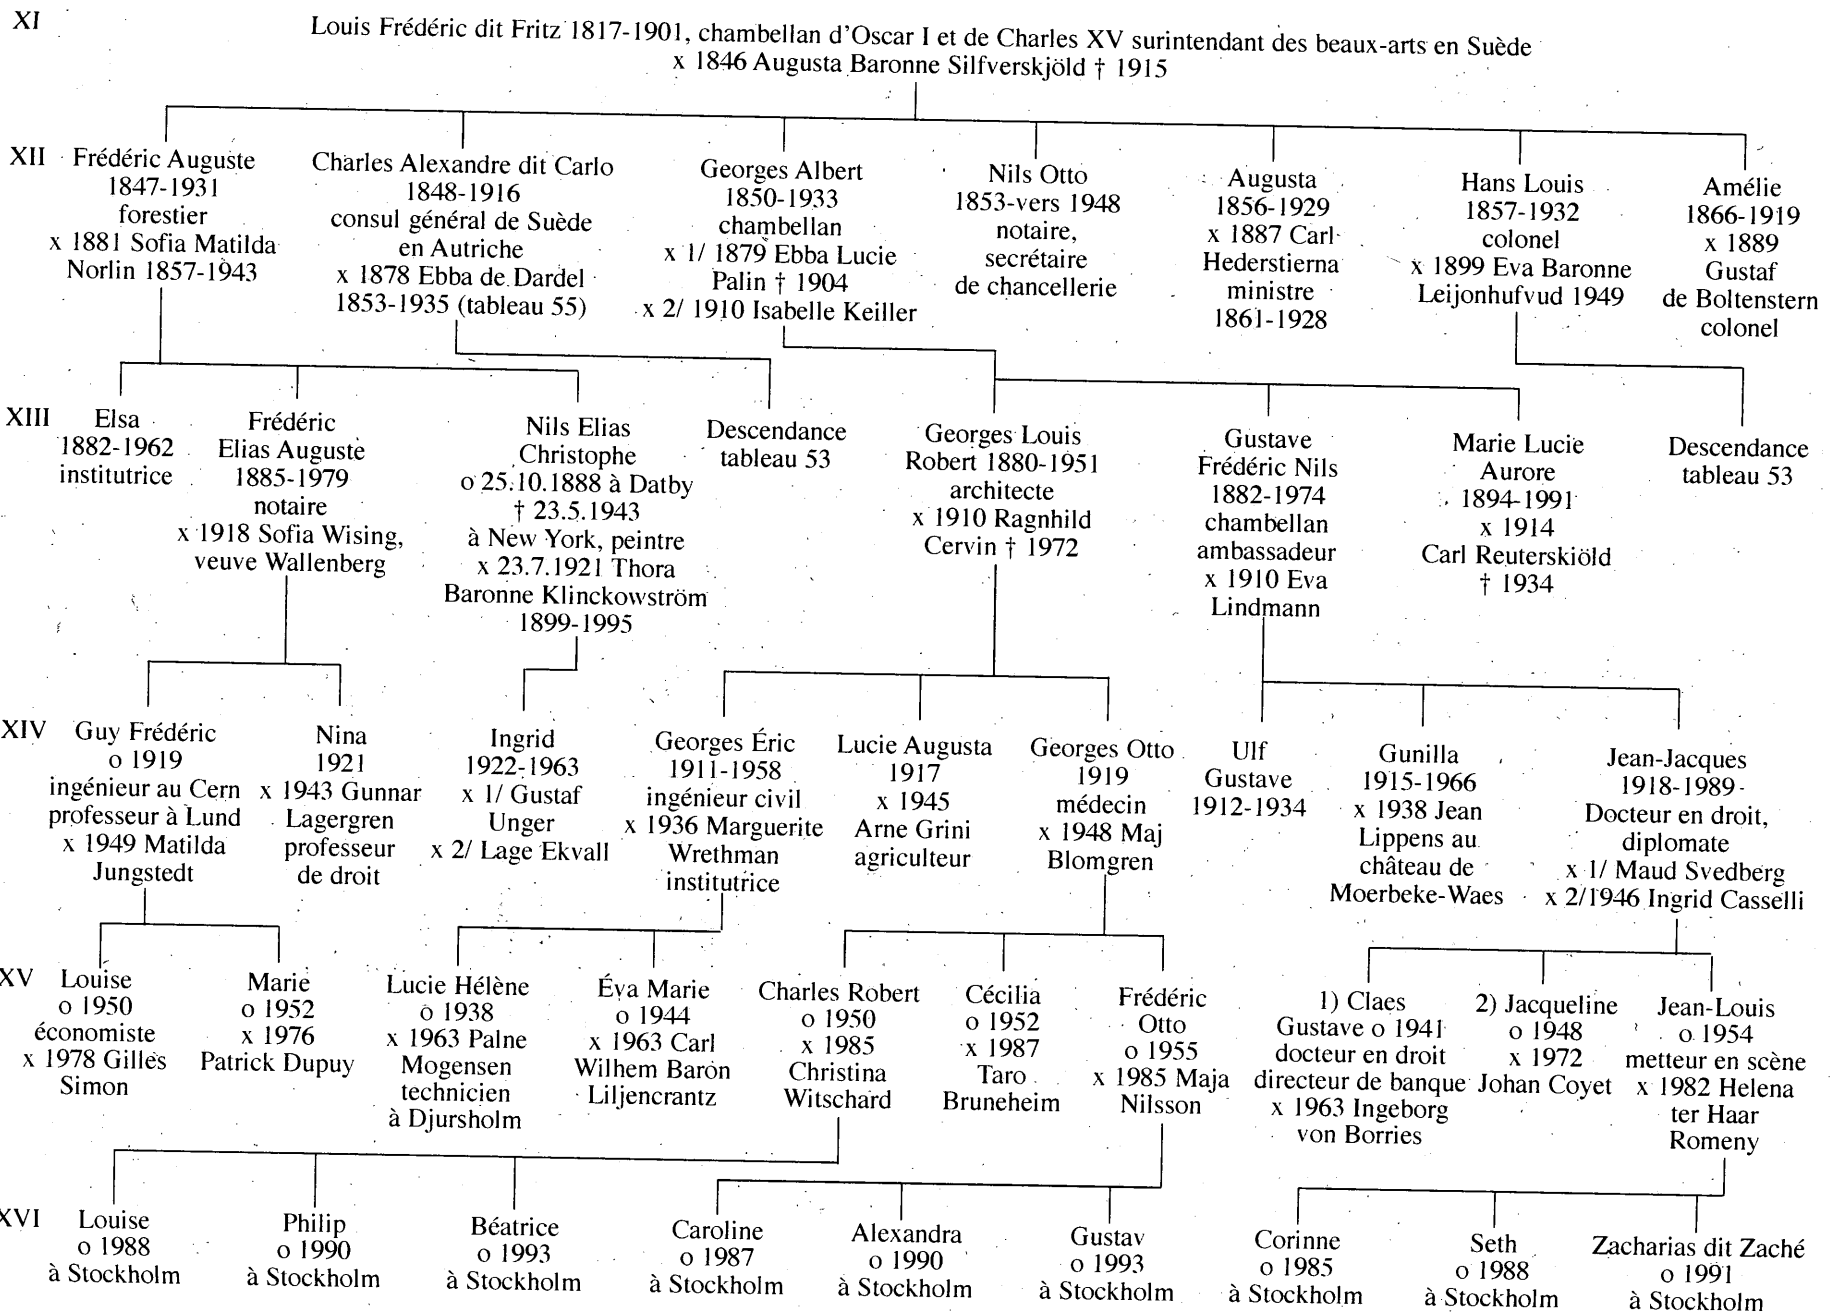 XI
Louis Frédéric dit Fritz 1817-1901, chambellan d'Oscar I et de Charles XV surintendant des beaux-arts en Suède
x 1846 Augusta Baronne Silfverskjöld † 1915
XII
Frédéric Auguste
1847-1931
forestier
x 1881 Sofia Matilda
Norlin 1857-1943
Charles Alexandre dit Carlo
1848-1916
consul général de Suède
en Autriche
x 1878 Ebba de Dardel
1853-1935 (tableau 55)
Georges Albert
1850-1933
chambellan
x 1/ 1879 Ebba Lucie
Palin † 1904
x 2/ 1910 Isabelle Keiller
Nils Otto
1853-vers 1948
notaire,
secrétaire
de chancellerie
Augusta
1856-1929
x 1887 Carl
Hederstierna
ministre
1861-1928
Hans Louis
1857-1932
colonel
x 1899 Eva Baronne
Leijonhufvud 1949
Amélie
1866-1919
x 1889
Gustaf
de Boltenstern
colonel
XIII
Elsa
1882-1962
institutrice
Frédéric
Elias Auguste
1885-1979
notaire
x 1918 Sofia Wising,
veuve Wallenberg
Nils Elias
Christophe
o 25.10.1888 à Datby
† 23.5.1943
à New York, peintre
x 23.7.1921 Thora
Baronne Klinckowström
1899-1995
Descendance
tableau 53
Georges Louis
Robert 1880-1951
architecte
x 1910 Ragnhild
Cervin † 1972
Gustave
Frédéric Nils
1882-1974
chambellan
ambassadeur
x 1910 Eva
Lindmann
Marie Lucie
Aurore
1894-1991
x 1914
Carl Reuterskiöld
† 1934
Descendance
tableau 53
XIV
Guy Frédéric
o 1919
ingénieur au Cern
professeur à Lund
x 1949 Matilda
Jungstedt
Nina
1921
x 1943 Gunnar
Lagergren
professeur
de droit
Ingrid
1922-1963
x 1/ Gustaf
Unger
x 2/ Lage Ekvall
Georges Éric
1911-1958
ingénieur civil
x 1936 Marguerite
Wrethman
institutrice
Lucie Augusta
1917
x 1945
Arne Grini
agriculteur
Georges Otto
1919
médecin
x 1948 Maj
Blomgren
Ulf
Gustave
1912-1934
Gunilla
1915-1966
x 1938 Jean
Lippens au
château de
Moerbeke-Waes
Jean-Jacques
1918-1989
Docteur en droit,
diplomate
x 1/ Maud Svedberg
x 2/1946 Ingrid Casselli
XV
Louise
o 1950
économiste
x 1978 Gilles
Simon
Marie
o 1952
x 1976
Patrick Dupuy
Lucie Hélène
o 1938
x 1963 Palne
Mogensen
technicien
à Djursholm
Éva Marie
o 1944
x 1963 Carl
Wilhem Baron
Liljencrantz
Charles Robert
o 1950
x 1985
Christina
Witschard
Cécilia
o 1952
x 1987
Taro
Bruneheim
Frédéric
Otto
o 1955
x 1985 Maja
Nilsson
1) Claes
Gustave o 1941
docteur en droit
directeur de banque
x 1963 Ingeborg
von Borries
2) Jacqueline
o 1948
x 1972
Johan Coyet
Jean-Louis
o 1954
metteur en scène
x 1982 Helena
ter Haar
Romeny
XVI
Louise
o 1988
à Stockholm
Philip
o 1990
à Stockholm
Béatrice
o 1993
à Stockholm
Caroline
o 1987
à Stockholm
Alexandra
o 1990
à Stockholm
Gustav
o 1993
à Stockholm
Corinne
o 1985
à Stockholm
Seth
o 1988
à Stockholm
Zacharias dit Zaché
o 1991
à Stockholm